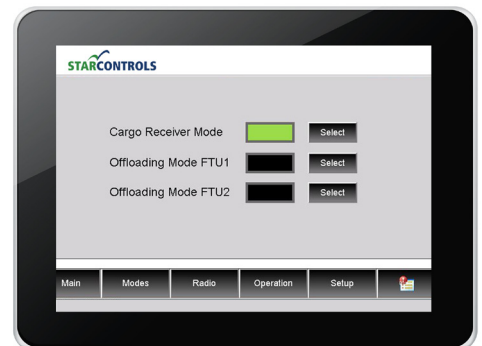 STARCONTROLS
Cargo Receiver Mode Select
Offloading Mode FTU1 Select
Offloading Mode FTU2 Select
Main Modes Radio Operation Setup